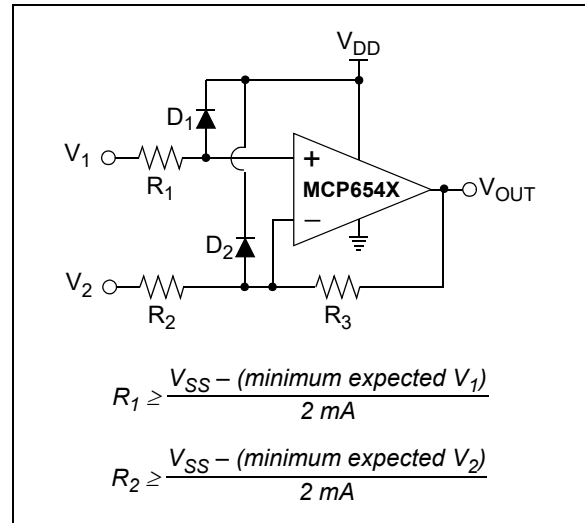 V_DD
D_1
V_1
R_1
+
MCP654X
V_OUT
–
D_2
V_2
R_2
R_3
R_1 ≥ V_SS – (minimum expected V_1) / 2 mA
R_2 ≥ V_SS – (minimum expected V_2) / 2 mA